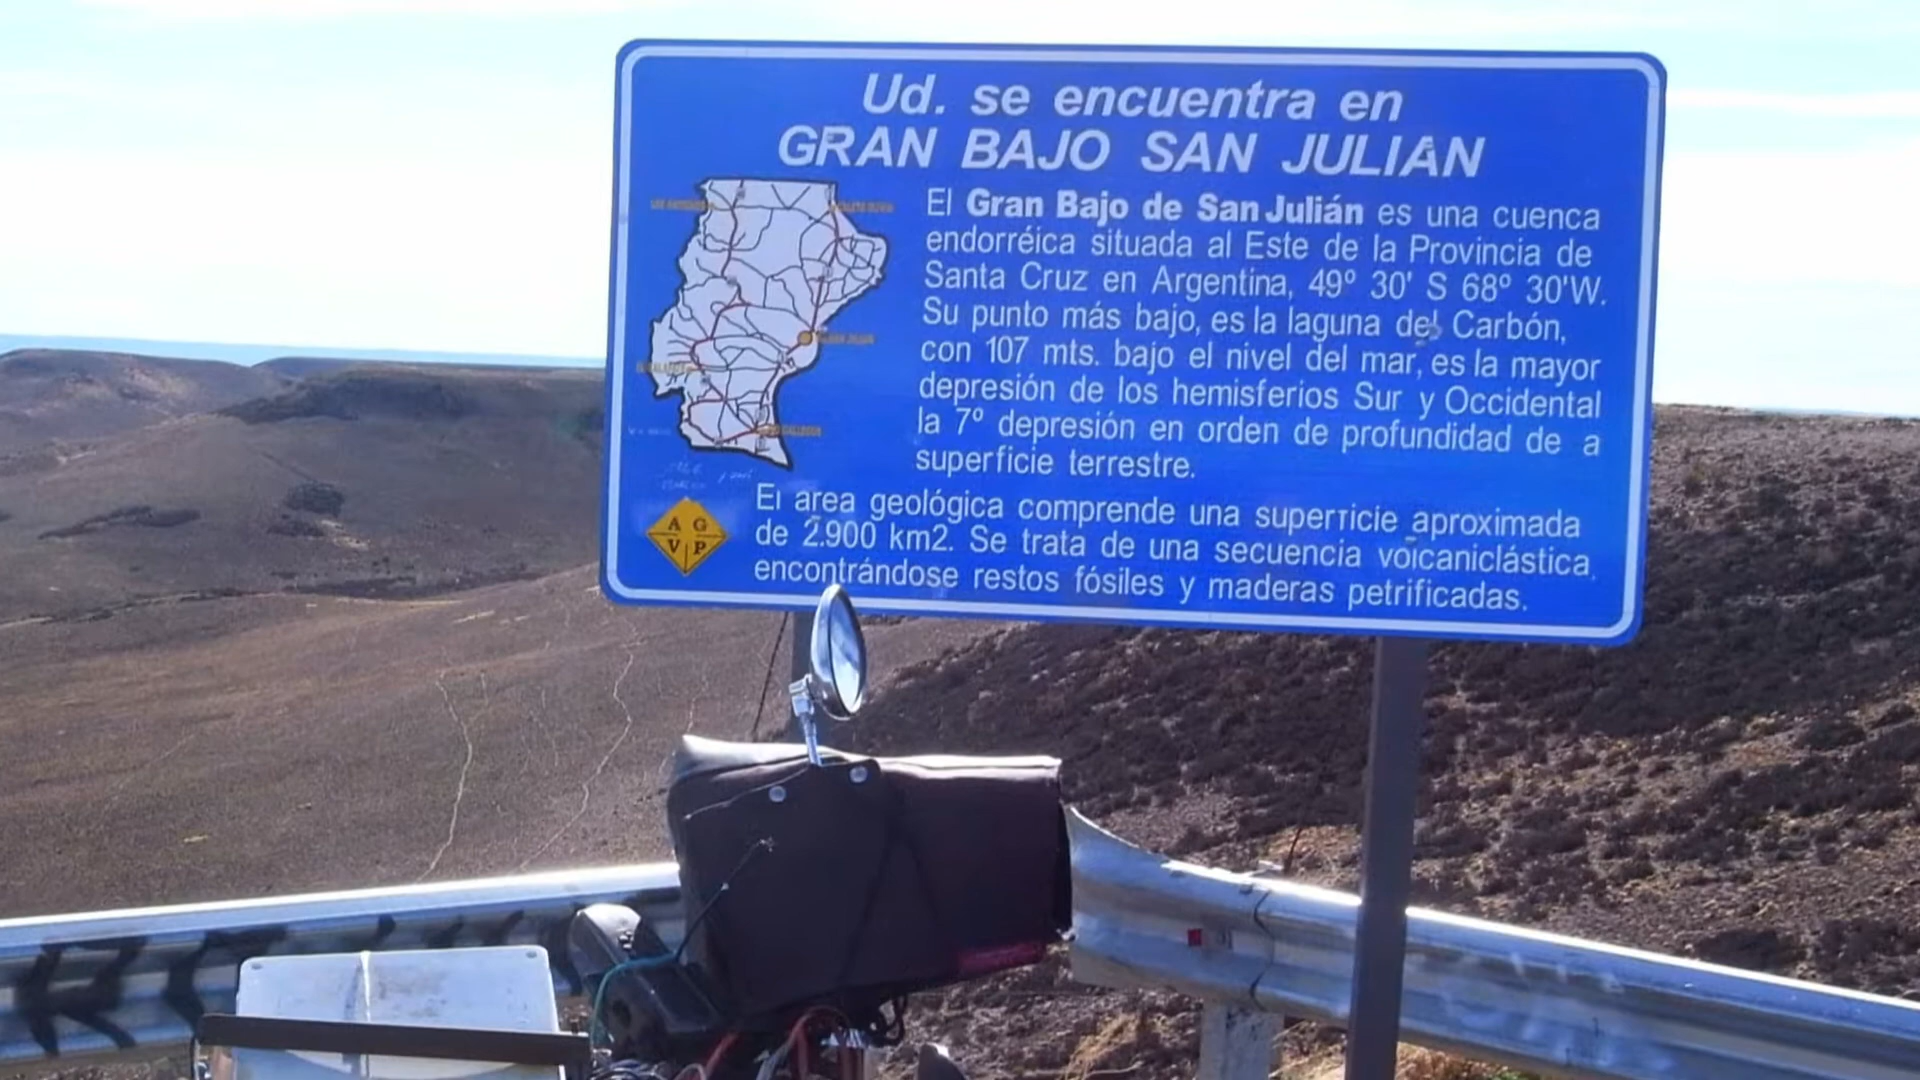 Ud. se encuentra en
GRAN BAJO SAN JULIÁN
El Gran Bajo de San Julián es una cuenca
endorréica situada al Este de la Provincia de
Santa Cruz en Argentina, 49º 30' S 68º 30'W.
Su punto más bajo, es la laguna del Carbón,
con 107 mts. bajo el nivel del mar, es la mayor
depresión de los hemisferios Sur y Occidental
la 7º depresión en orden de profundidad de a
superficie terrestre.
El area geológica comprende una superficie aproximada
de 2.900 km2. Se trata de una secuencia volcaniclástica,
encontrándose restos fósiles y maderas petrificadas.
A G
V P